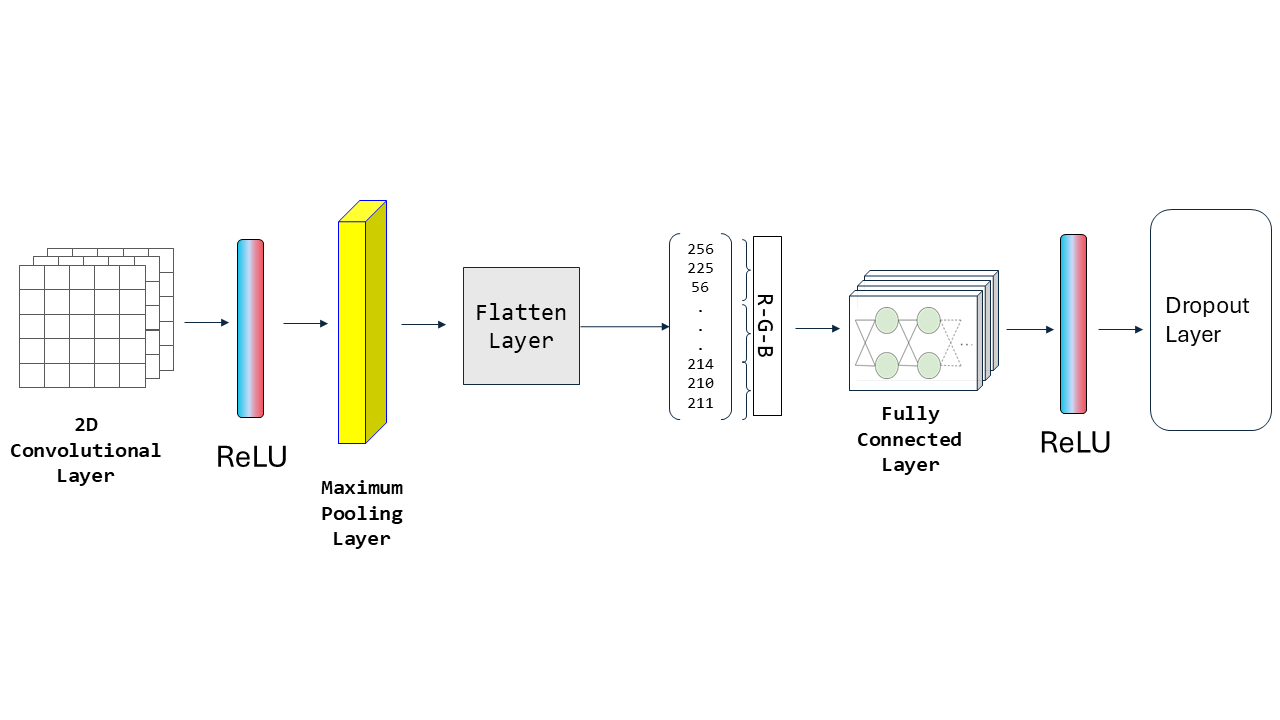 2D
Convolutional
Layer
ReLU
Maximum
Pooling
Layer
Flatten
Layer
256
225
56
.
.
.
214
210
211
R-G-B
...
Fully
Connected
Layer
ReLU
Dropout
Layer